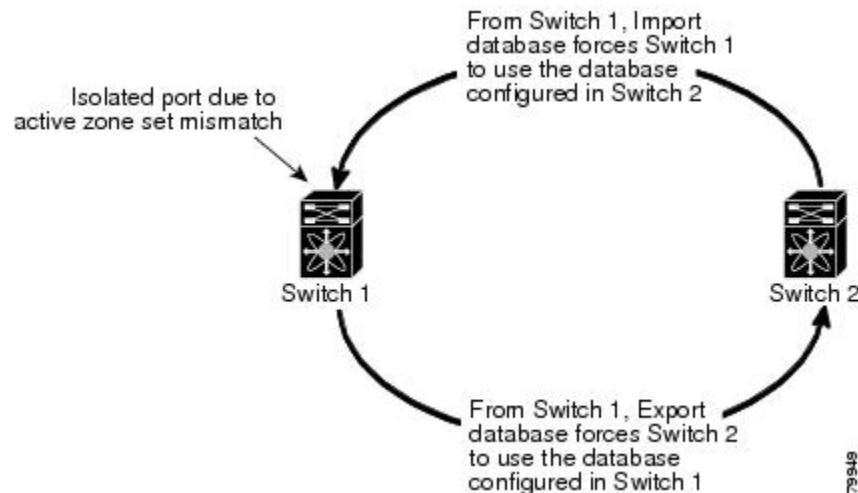 From Switch 1, Import
database forces Switch 1
to use the database
configured in Switch 2
Isolated port due to
active zone set mismatch
Switch 1
Switch 2
From Switch 1, Export
database forces Switch 2
to use the database
configured in Switch 1
79949